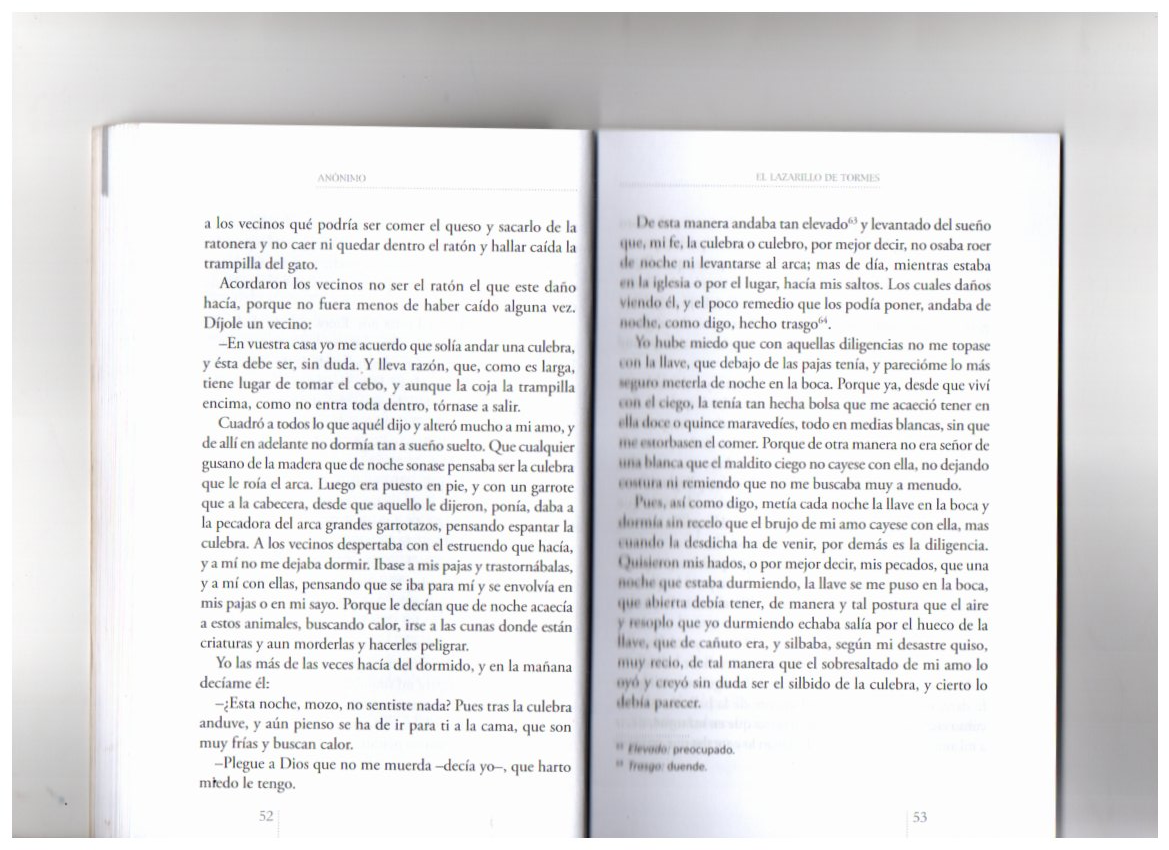 ANÓNIMO
a los vecinos qué podría ser comer el queso y sacarlo de la
ratonera y no caer ni quedar dentro el ratón y hallar caída la
trampilla del gato.
Acordaron los vecinos no ser el ratón el que este daño
hacía, porque no fuera menos de haber caído alguna vez.
Díjole un vecino:
–En vuestra casa yo me acuerdo que solía andar una culebra,
y ésta debe ser, sin duda. Y lleva razón, que, como es larga,
tiene lugar de tomar el cebo, y aunque la coja la trampilla
encima, como no entra toda dentro, tórnase a salir.
Cuadró a todos lo que aquél dijo y alteró mucho a mi amo, y
de allí en adelante no dormía tan a sueño suelto. Que cualquier
gusano de la madera que de noche sonase pensaba ser la culebra
que le roía el arca. Luego era puesto en pie, y con un garrote
que a la cabecera, desde que aquello le dijeron, ponía, daba a
la pecadora del arca grandes garrotazos, pensando espantar la
culebra. A los vecinos despertaba con el estruendo que hacía,
y a mí no me dejaba dormir. Ibase a mis pajas y trastornábalas,
y a mí con ellas, pensando que se iba para mí y se envolvía en
mis pajas o en mi sayo. Porque le decían que de noche acaecía
a estos animales, buscando calor, irse a las cunas donde están
criaturas y aun morderlas y hacerles peligrar.
Yo las más de las veces hacía del dormido, y en la mañana
decíame él:
–¿Esta noche, mozo, no sentiste nada? Pues tras la culebra
anduve, y aún pienso se ha de ir para ti a la cama, que son
muy frías y buscan calor.
–Plegue a Dios que no me muerda –decía yo–, que harto
miedo le tengo.
52
EL LAZARILLO DE TORMES
De esta manera andaba tan elevado⁶³ y levantado del sueño
que, mi fe, la culebra o culebro, por mejor decir, no osaba roer
de noche ni levantarse al arca; mas de día, mientras estaba
en la iglesia o por el lugar, hacía mis saltos. Los cuales daños
viendo él, y el poco remedio que los podía poner, andaba de
noche, como digo, hecho trasgo⁶⁴.
Yo hube miedo que con aquellas diligencias no me topase
con la llave, que debajo de las pajas tenía, y parecióme lo más
seguro meterla de noche en la boca. Porque ya, desde que viví
con el ciego, la tenía tan hecha bolsa que me acaeció tener en
ella doce o quince maravedíes, todo en medias blancas, sin que
me estorbasen el comer. Porque de otra manera no era señor de
una blanca que el maldito ciego no cayese con ella, no dejando
costura ni remiendo que no me buscaba muy a menudo.
Pues, así como digo, metía cada noche la llave en la boca y
dormía sin recelo que el brujo de mi amo cayese con ella, mas
cuando la desdicha ha de venir, por demás es la diligencia.
Quisieron mis hados, o por mejor decir, mis pecados, que una
noche que estaba durmiendo, la llave se me puso en la boca,
que abierta debía tener, de manera y tal postura que el aire
y resoplo que yo durmiendo echaba salía por el hueco de la
llave, que de cañuto era, y silbaba, según mi desastre quiso,
muy recio, de tal manera que el sobresaltado de mi amo lo
oyó y creyó sin duda ser el silbido de la culebra, y cierto lo
debía parecer.
⁶³ Elevado: preocupado.
⁶⁴ Trasgo: duende.
53